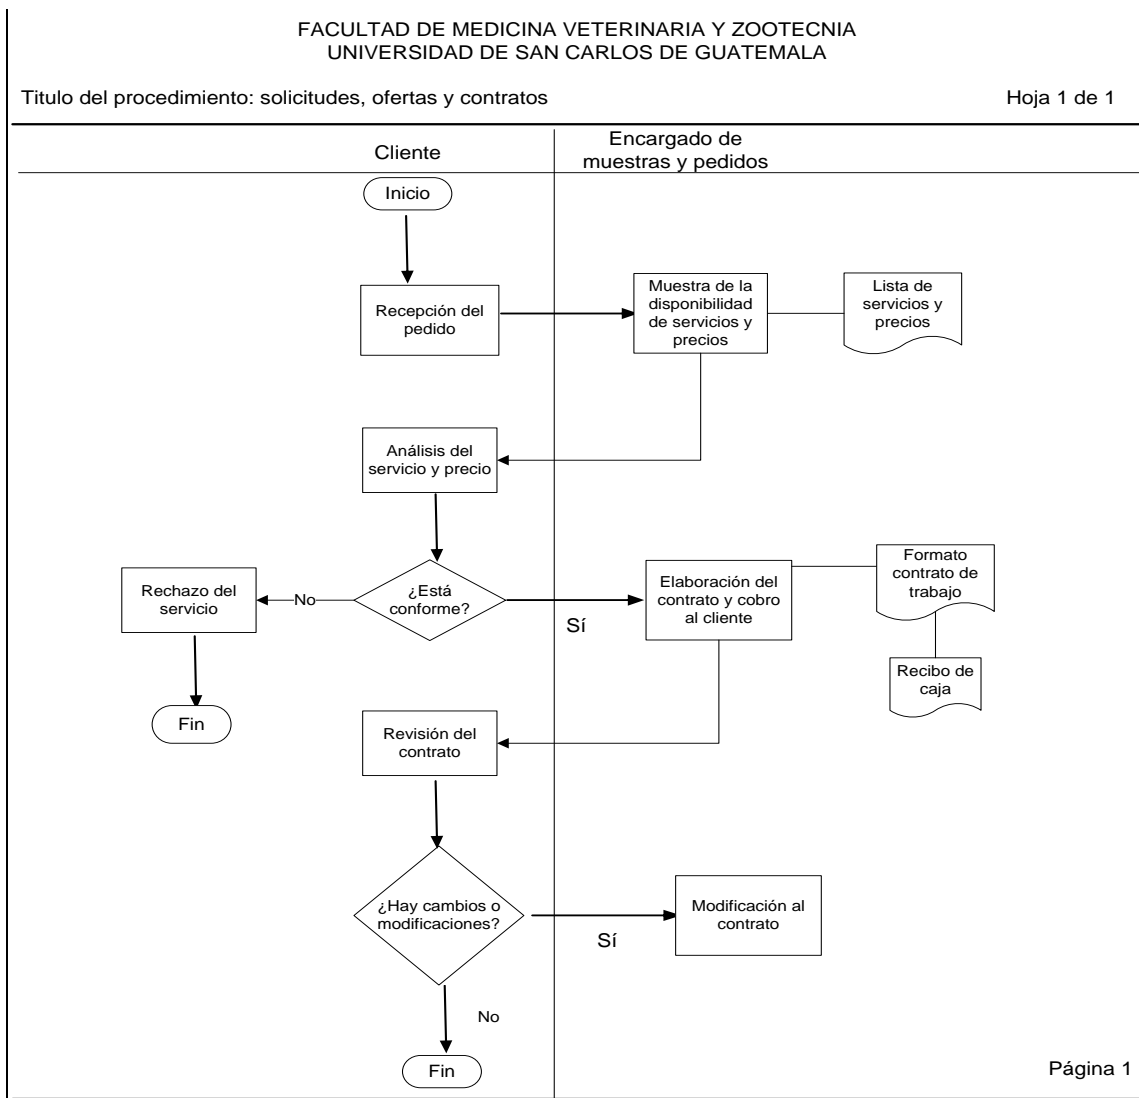 FACULTAD DE MEDICINA VETERINARIA Y ZOOTECNIA
UNIVERSIDAD DE SAN CARLOS DE GUATEMALA
Titulo del procedimiento: solicitudes, ofertas y contratos
Hoja 1 de 1
Cliente
Encargado de
muestras y pedidos
Inicio
Recepción del
pedido
Muestra de la
disponibilidad
de servicios y
precios
Lista de
servicios y
precios
Análisis del
servicio y precio
Rechazo del
servicio
No
¿Está
conforme?
Sí
Elaboración del
contrato y cobro
al cliente
Formato
contrato de
trabajo
Recibo de
caja
Fin
Revisión del
contrato
¿Hay cambios o
modificaciones?
Sí
Modificación al
contrato
No
Fin
Página 1